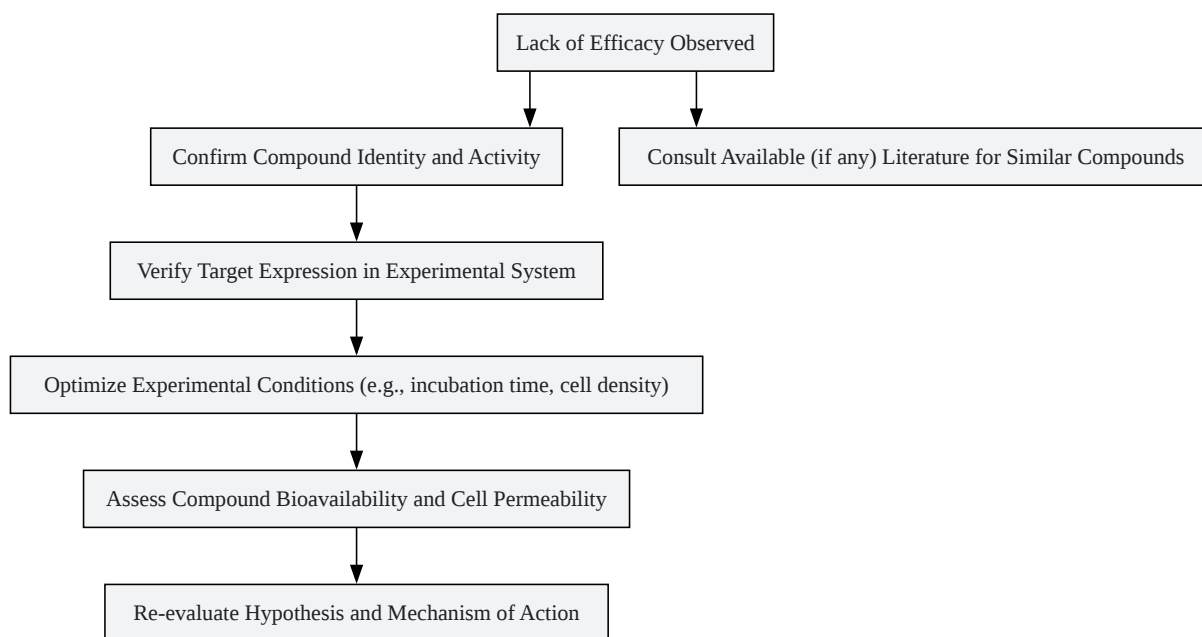 Lack of Efficacy Observed
Confirm Compound Identity and Activity
Consult Available (if any) Literature for Similar Compounds
Verify Target Expression in Experimental System
Optimize Experimental Conditions (e.g., incubation time, cell density)
Assess Compound Bioavailability and Cell Permeability
Re-evaluate Hypothesis and Mechanism of Action